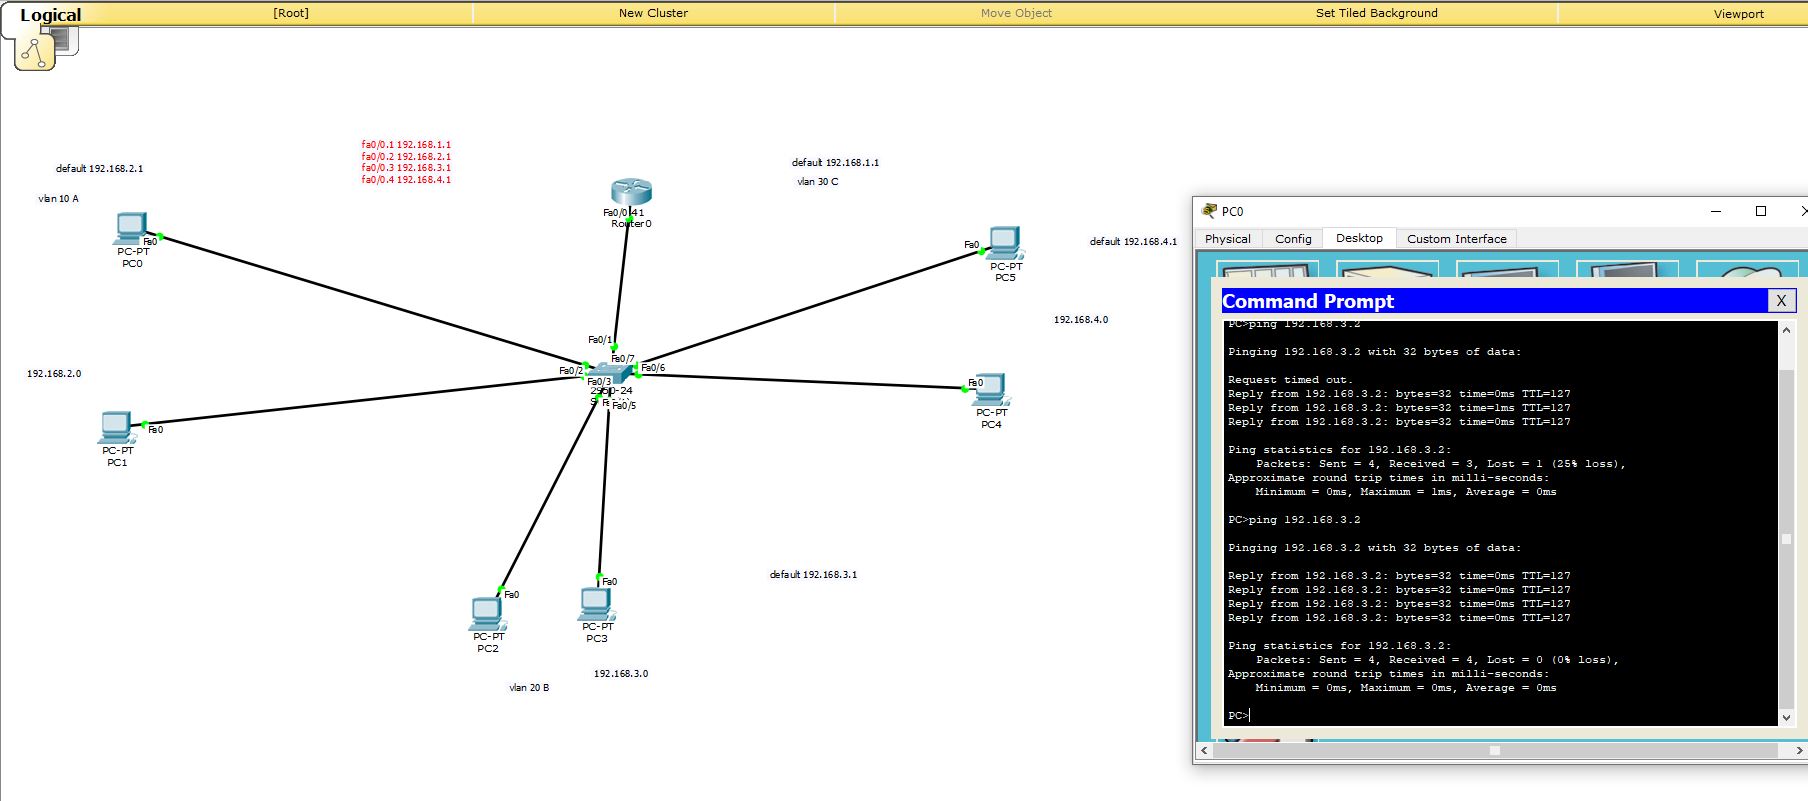 Logical
[Root]
New Cluster
Move Object
Set Tiled Background
Viewport
fa0/0.1 192.168.1.1
fa0/0.2 192.168.2.1
fa0/0.3 192.168.3.1
fa0/0.4 192.168.4.1
default 192.168.2.1
vlan 10 A
default 192.168.1.1
vlan 30 C
Fa0/0.41
Router0
Fa0
PC-PT
PC0
Fa0
PC-PT
PC5
default 192.168.4.1
192.168.4.0
Fa0/1
Fa0/7
Fa0/2
Fa0/6
Fa0/3
2950-24
Fa0/5
192.168.2.0
Fa0
PC-PT
PC4
Fa0
PC-PT
PC1
default 192.168.3.1
Fa0
PC-PT
PC2
Fa0
PC-PT
PC3
192.168.3.0
vlan 20 B
PC0
Physical
Config
Desktop
Custom Interface
Command Prompt
X
PC>ping 192.168.3.2
Pinging 192.168.3.2 with 32 bytes of data:
Request timed out.
Reply from 192.168.3.2: bytes=32 time=0ms TTL=127
Reply from 192.168.3.2: bytes=32 time=1ms TTL=127
Reply from 192.168.3.2: bytes=32 time=0ms TTL=127
Ping statistics for 192.168.3.2:
Packets: Sent = 4, Received = 3, Lost = 1 (25% loss),
Approximate round trip times in milli-seconds:
Minimum = 0ms, Maximum = 1ms, Average = 0ms
PC>ping 192.168.3.2
Pinging 192.168.3.2 with 32 bytes of data:
Reply from 192.168.3.2: bytes=32 time=0ms TTL=127
Reply from 192.168.3.2: bytes=32 time=0ms TTL=127
Reply from 192.168.3.2: bytes=32 time=0ms TTL=127
Reply from 192.168.3.2: bytes=32 time=0ms TTL=127
Ping statistics for 192.168.3.2:
Packets: Sent = 4, Received = 4, Lost = 0 (0% loss),
Approximate round trip times in milli-seconds:
Minimum = 0ms, Maximum = 0ms, Average = 0ms
PC>